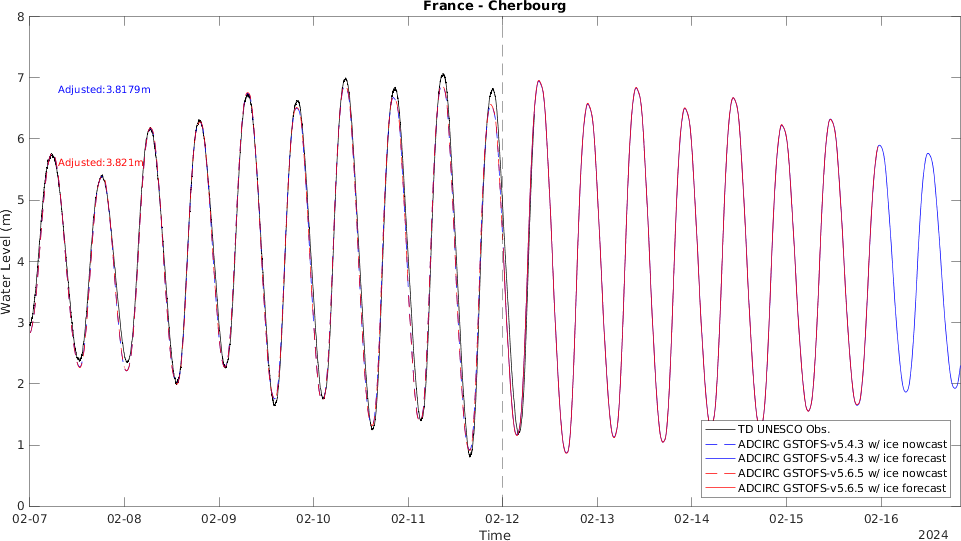 France - Cherbourg
8
7
6
5
4
3
2
1
0
Water Level (m)
Adjusted:3.8179m
Adjusted:3.821m
TD UNESCO Obs.
ADCIRC GSTOFS-v5.4.3 w/ ice nowcast
ADCIRC GSTOFS-v5.4.3 w/ ice forecast
ADCIRC GSTOFS-v5.6.5 w/ ice nowcast
ADCIRC GSTOFS-v5.6.5 w/ ice forecast
02-07 02-08 02-09 02-10 02-11 02-12 02-13 02-14 02-15 02-16
Time
2024